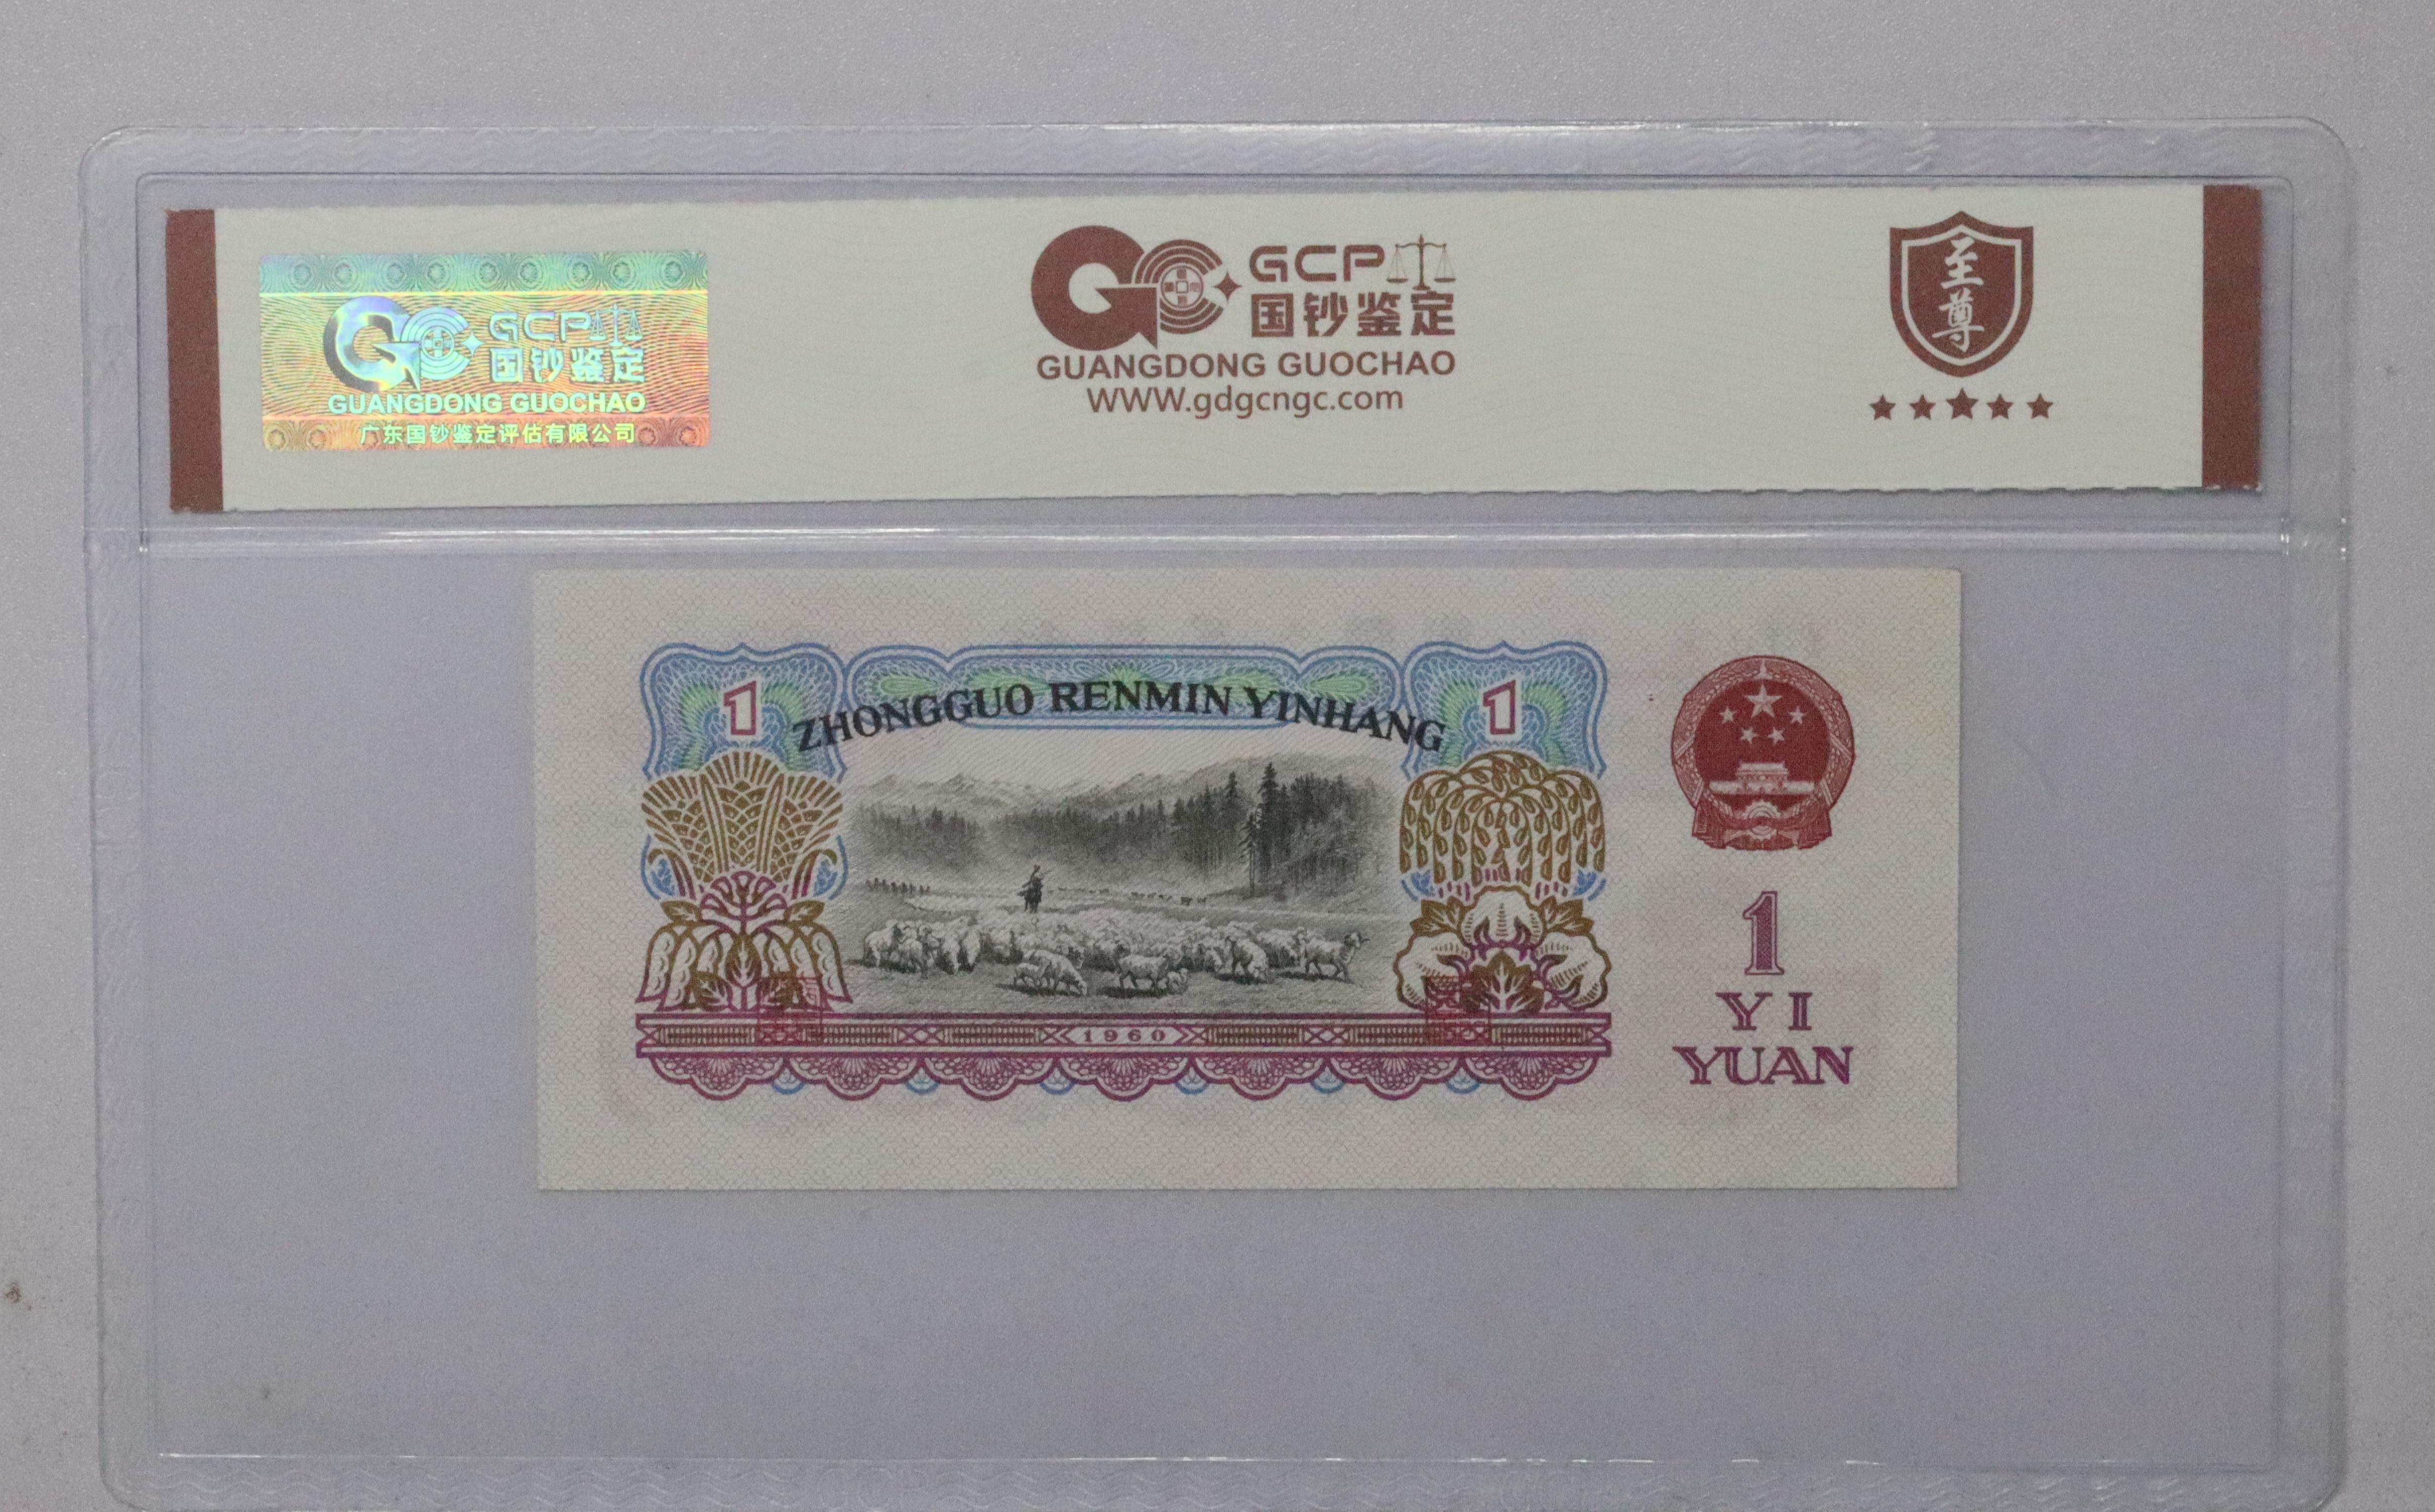 GCP
国钞鉴定
GUANGDONG GUOCHAO
广东国钞鉴定评估有限公司
GCP
国钞鉴定
GUANGDONG GUOCHAO
WWW.gdgcngc.com
至尊
1
ZHONGGUO RENMIN YINHANG
1
1960
1
YI
YUAN